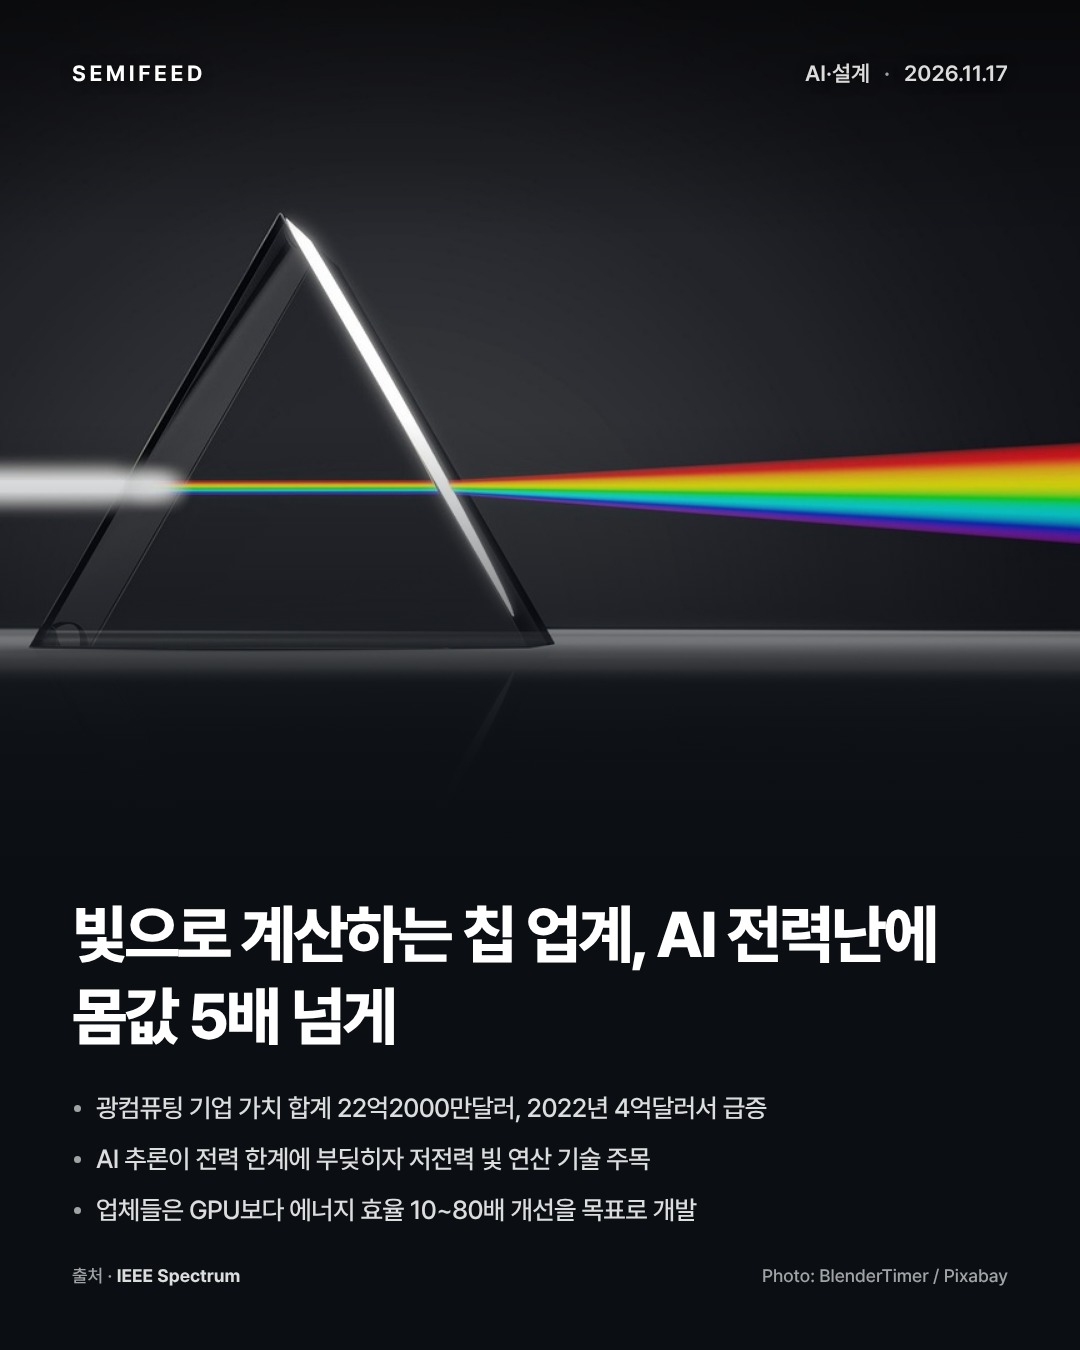 SEMIFEED
AI·설계 · 2026.11.17
빛으로 계산하는 칩 업계, AI 전력난에
몸값 5배 넘게
• 광컴퓨팅 기업 가치 합계 22억2000만달러, 2022년 4억달러서 급증
• AI 추론이 전력 한계에 부딪히자 저전력 빛 연산 기술 주목
• 업체들은 GPU보다 에너지 효율 10~80배 개선을 목표로 개발
출처 · IEEE Spectrum
Photo: BlenderTimer / Pixabay